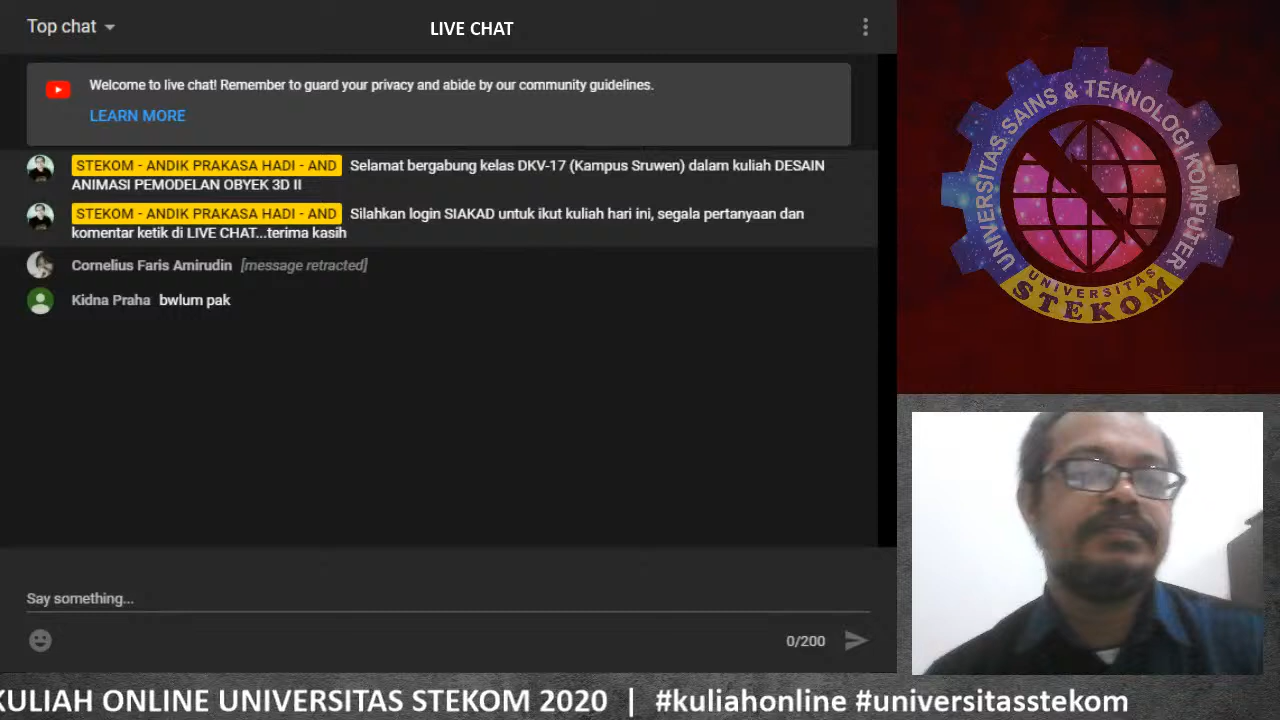 Top chat
LIVE CHAT
Welcome to live chat! Remember to guard your privacy and abide by our community guidelines.
LEARN MORE
STEKOM - ANDIK PRAKASA HADI - AND Selamat bergabung kelas DKV-17 (Kampus Sruwen) dalam kuliah DESAIN
ANIMASI PEMODELAN OBYEK 3D II
STEKOM - ANDIK PRAKASA HADI - AND Silahkan login SIAKAD untuk ikut kuliah hari ini, segala pertanyaan dan
komentar ketik di LIVE CHAT...terima kasih
Cornelius Faris Amirudin [message retracted]
Kidna Praha bwlum pak
Say something...
0/200
UNIVERSITAS SAINS & TEKNOLOGI KOMPUTER
UNIVERSITAS
STEKOM
KULIAH ONLINE UNIVERSITAS STEKOM 2020 | #kuliahonline #universitasstekom